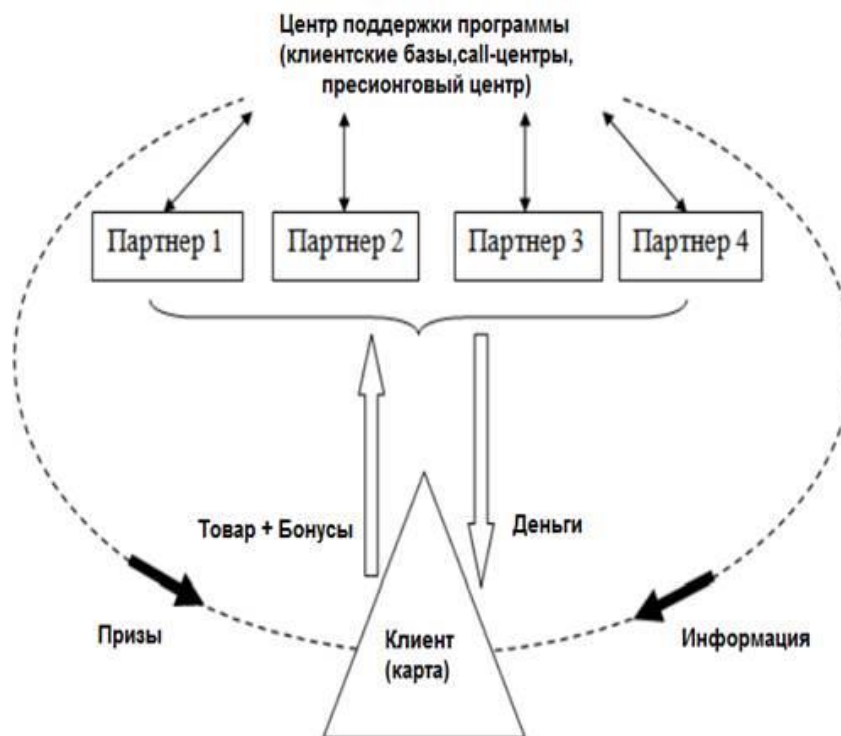 Центр поддержки программы
(клиентские базы,call-центры,
пресионговый центр)
Партнер 1
Партнер 2
Партнер 3
Партнер 4
Товар + Бонусы
Деньги
Призы
Клиент
(карта)
Информация